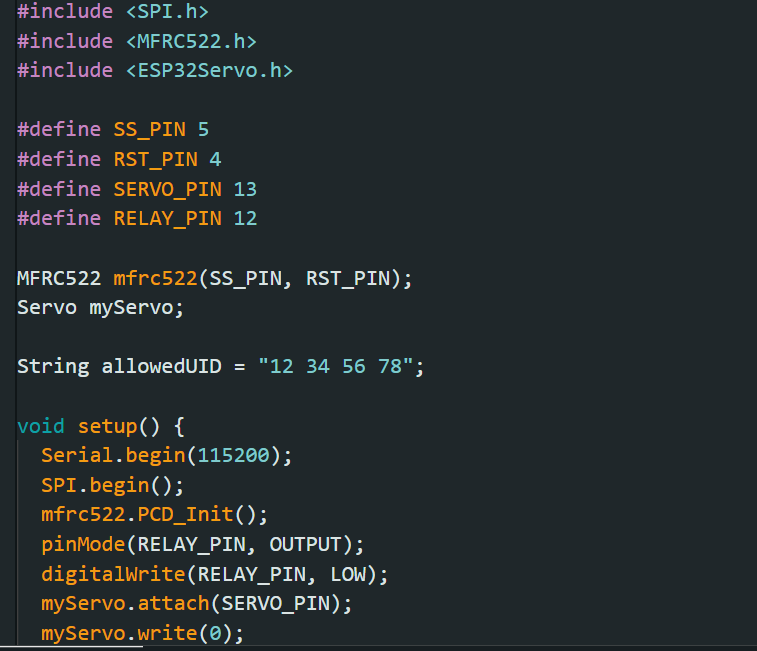 #include <SPI.h>
#include <MFRC522.h>
#include <ESP32Servo.h>
#define SS_PIN 5
#define RST_PIN 4
#define SERVO_PIN 13
#define RELAY_PIN 12
MFRC522 mfrc522(SS_PIN, RST_PIN);
Servo myServo;
String allowedUID = "12 34 56 78";
void setup() {
  Serial.begin(115200);
  SPI.begin();
  mfrc522.PCD_Init();
  pinMode(RELAY_PIN, OUTPUT);
  digitalWrite(RELAY_PIN, LOW);
  myServo.attach(SERVO_PIN);
  myServo.write(0);